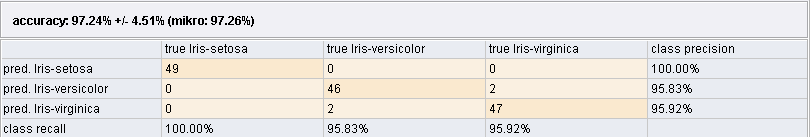 accuracy: 97.24% +/- 4.51% (mikro: 97.26%)
true Iris-setosa true Iris-versicolor true Iris-virginica class precision
pred. Iris-setosa 49 0 0 100.00%
pred. Iris-versicolor 0 46 2 95.83%
pred. Iris-virginica 0 2 47 95.92%
class recall 100.00% 95.83% 95.92%